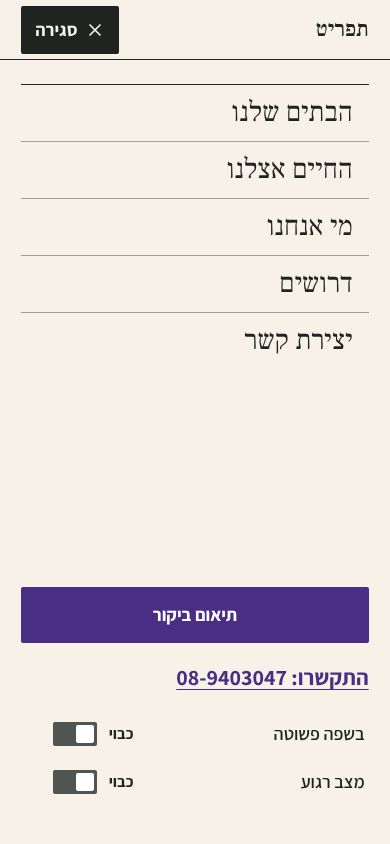 תפריט
סגירה
הבתים שלנו
החיים אצלנו
מי אנחנו
דרושים
יצירת קשר
תיאום ביקור
התקשרו: 08-9403047
בשפה פשוטה
כבוי
מצב רגוע
כבוי